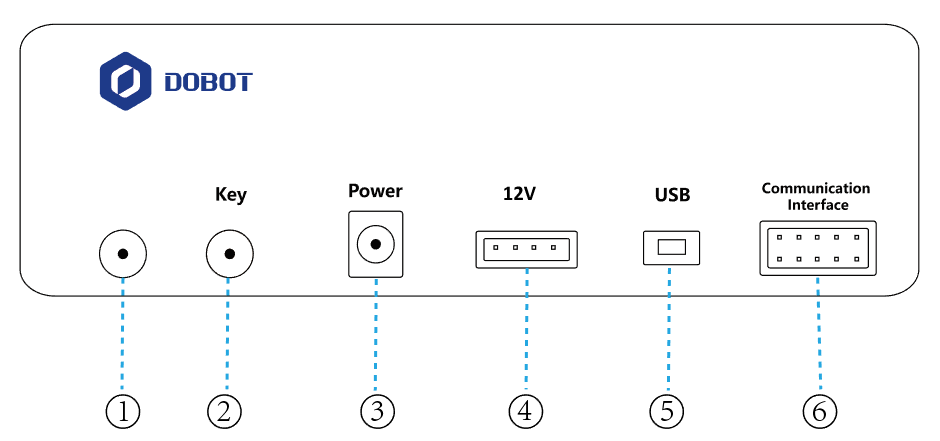 DOBOT
Key
Power
12V
USB
Communication
Interface
① ② ③ ④ ⑤ ⑥